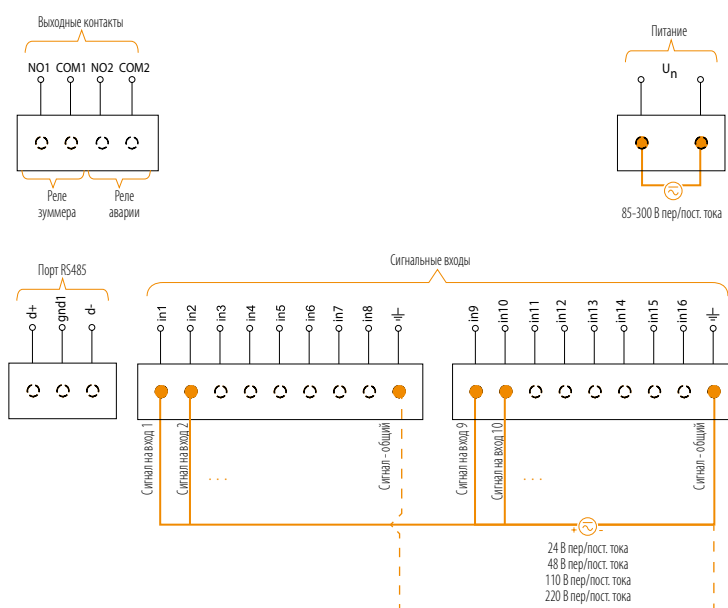 Выходные контакты
NO1 COM1 NO2 COM2
Реле зуммера
Реле аварии
Питание
Un
85-300 В пер/пост. тока
Порт RS485
d+ gnd1 d-
Сигнальные входы
in1 in2 in3 in4 in5 in6 in7 in8
in9 in10 in11 in12 in13 in14 in15 in16
Сигнал на вход 1
Сигнал на вход 2
. . .
Сигнал - общий
Сигнал на вход 9
Сигнал на вход 10
. . .
Сигнал - общий
+ -
24 В пер/пост. тока
48 В пер/пост. тока
110 В пер/пост. тока
220 В пер/пост. тока